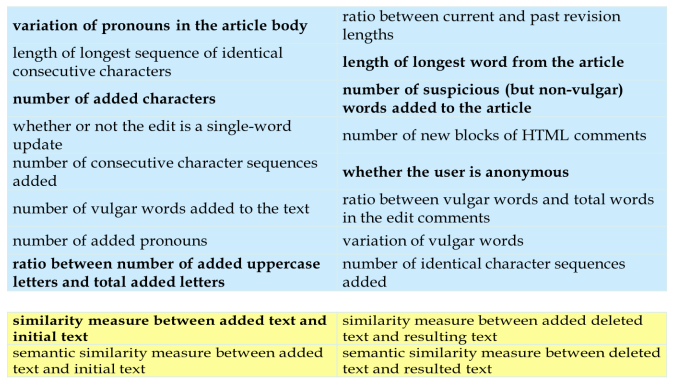 variation of pronouns in the article body
ratio between current and past revision
lengths
length of longest sequence of identical
consecutive characters
length of longest word from the article
number of added characters
number of suspicious (but non-vulgar)
words added to the article
whether or not the edit is a single-word
update
number of new blocks of HTML comments
number of consecutive character sequences
added
whether the user is anonymous
number of vulgar words added to the text
ratio between vulgar words and total words
in the edit comments
number of added pronouns
variation of vulgar words
ratio between number of added uppercase
letters and total added letters
number of identical character sequences
added
similarity measure between added text and
initial text
similarity measure between added deleted
text and resulting text
semantic similarity measure between added
text and initial text
semantic similarity measure between deleted
text and resulted text